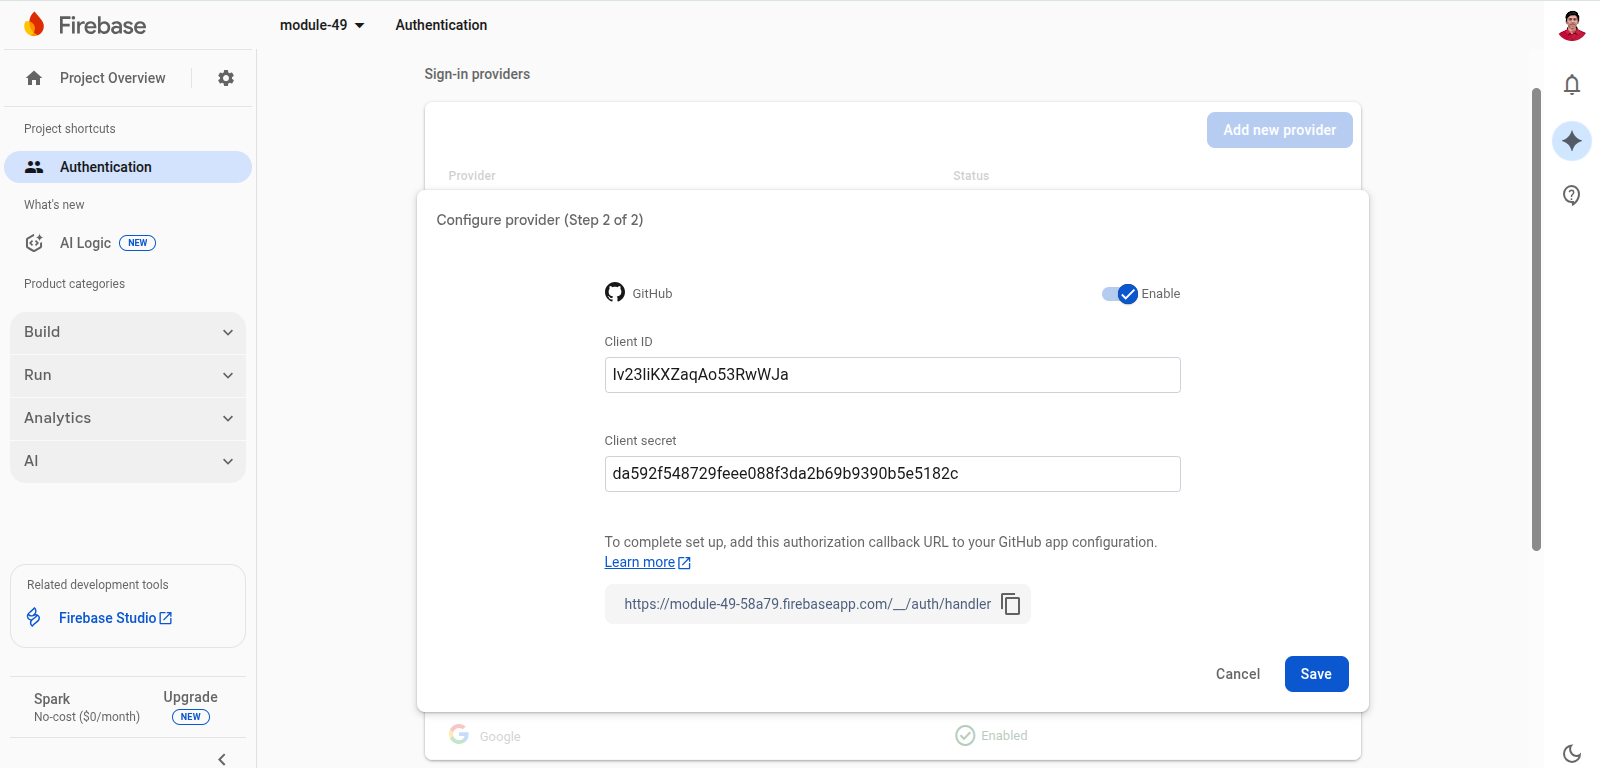 Firebase
module-49
Authentication
Project Overview
Project shortcuts
Authentication
What's new
AI Logic NEW
Product categories
Build
Run
Analytics
AI
Related development tools
Firebase Studio
Spark
No-cost ($0/month)
Upgrade
NEW
Sign-in providers
Add new provider
Provider Status
Configure provider (Step 2 of 2)
GitHub Enable
Client ID
Iv23liKXZaqAo53RwWJa
Client secret
da592f548729feee088f3da2b69b9390b5e5182c
To complete set up, add this authorization callback URL to your GitHub app configuration.
Learn more
https://module-49-58a79.firebaseapp.com/__/auth/handler
Cancel Save
Google Enabled